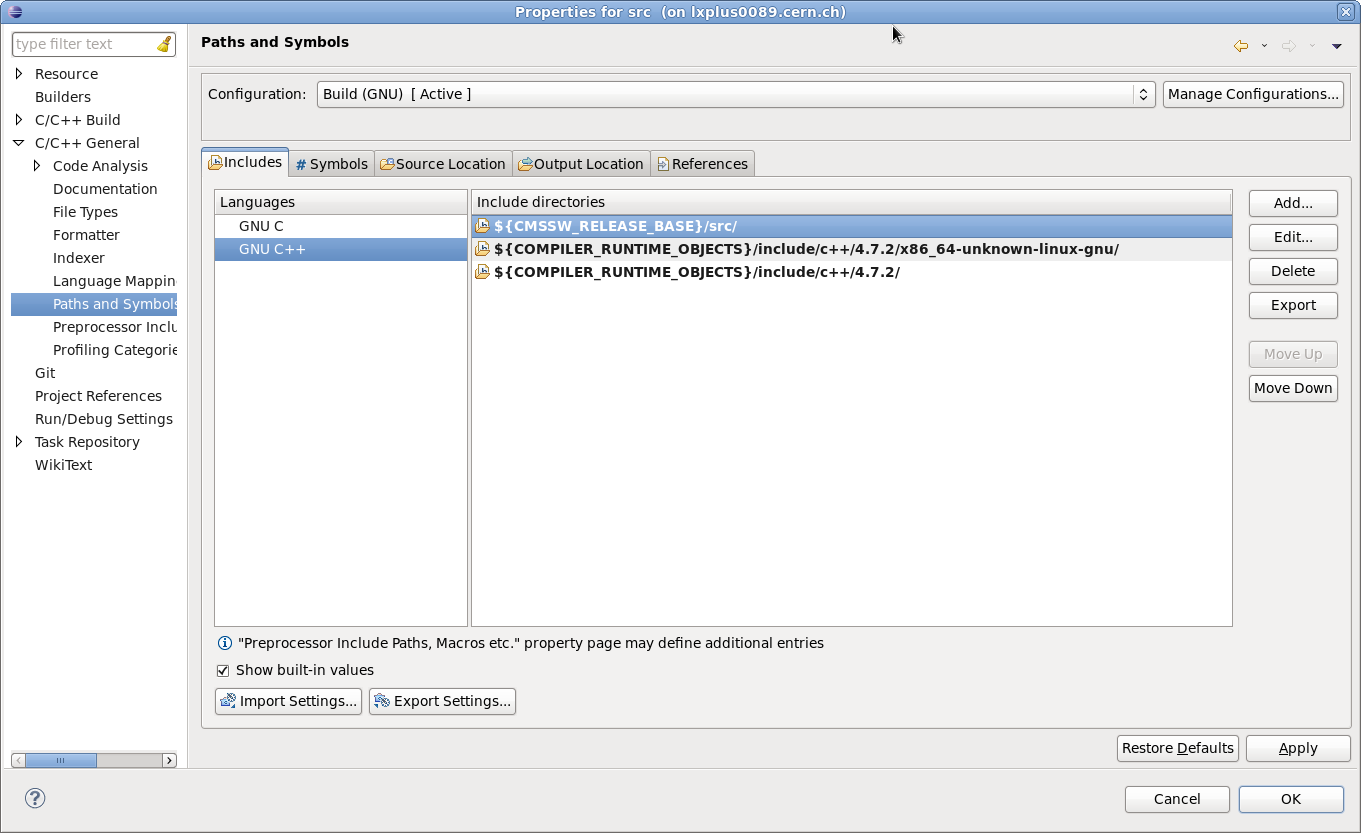 Properties for src  (on lxplus0089.cern.ch)
type filter text
Resource
Builders
C/C++ Build
C/C++ General
Code Analysis
Documentation
File Types
Formatter
Indexer
Language Mappin
Paths and Symbols
Preprocessor Inclu
Profiling Categorie
Git
Project References
Run/Debug Settings
Task Repository
WikiText
Paths and Symbols
Configuration:
Build (GNU)  [ Active ]
Manage Configurations...
Includes
# Symbols
Source Location
Output Location
References
Languages
GNU C
GNU C++
Include directories
${CMSSW_RELEASE_BASE}/src/
${COMPILER_RUNTIME_OBJECTS}/include/c++/4.7.2/x86_64-unknown-linux-gnu/
${COMPILER_RUNTIME_OBJECTS}/include/c++/4.7.2/
Add...
Edit...
Delete
Export
Move Up
Move Down
"Preprocessor Include Paths, Macros etc." property page may define additional entries
Show built-in values
Import Settings...
Export Settings...
Restore Defaults
Apply
?
Cancel
OK